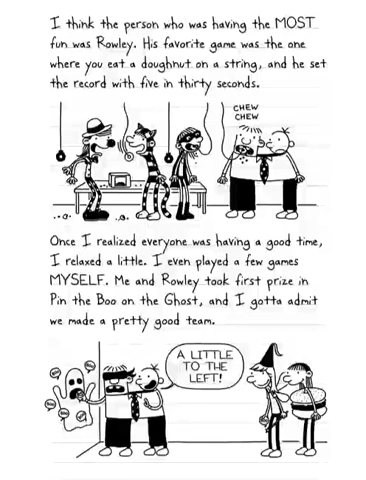 I think the person who was having the MOST
fun was Rowley. His favorite game was the one
where you eat a doughnut on a string, and he set
the record with five in thirty seconds.
CHEW
CHEW
Once I realized everyone was having a good time,
I relaxed a little. I even played a few games
MYSELF. Me and Rowley took first prize in
Pin the Boo on the Ghost, and I gotta admit
we made a pretty good team.
A LITTLE
TO THE
LEFT!